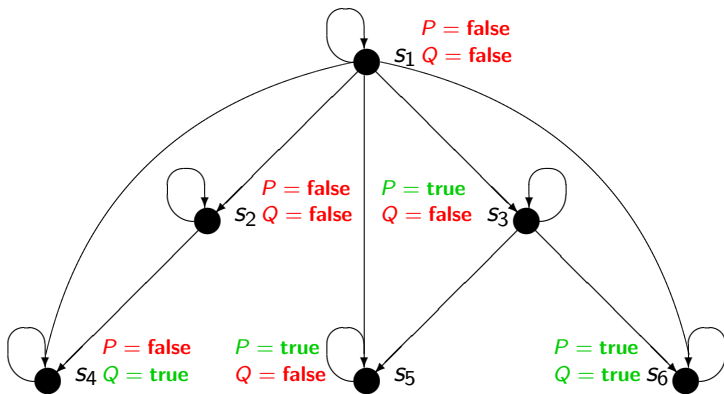 P = false
s1 Q = false
P = false
s2 Q = false
P = true
Q = false s3
P = false
s4 Q = true
P = true
Q = false s5
P = true
Q = true s6